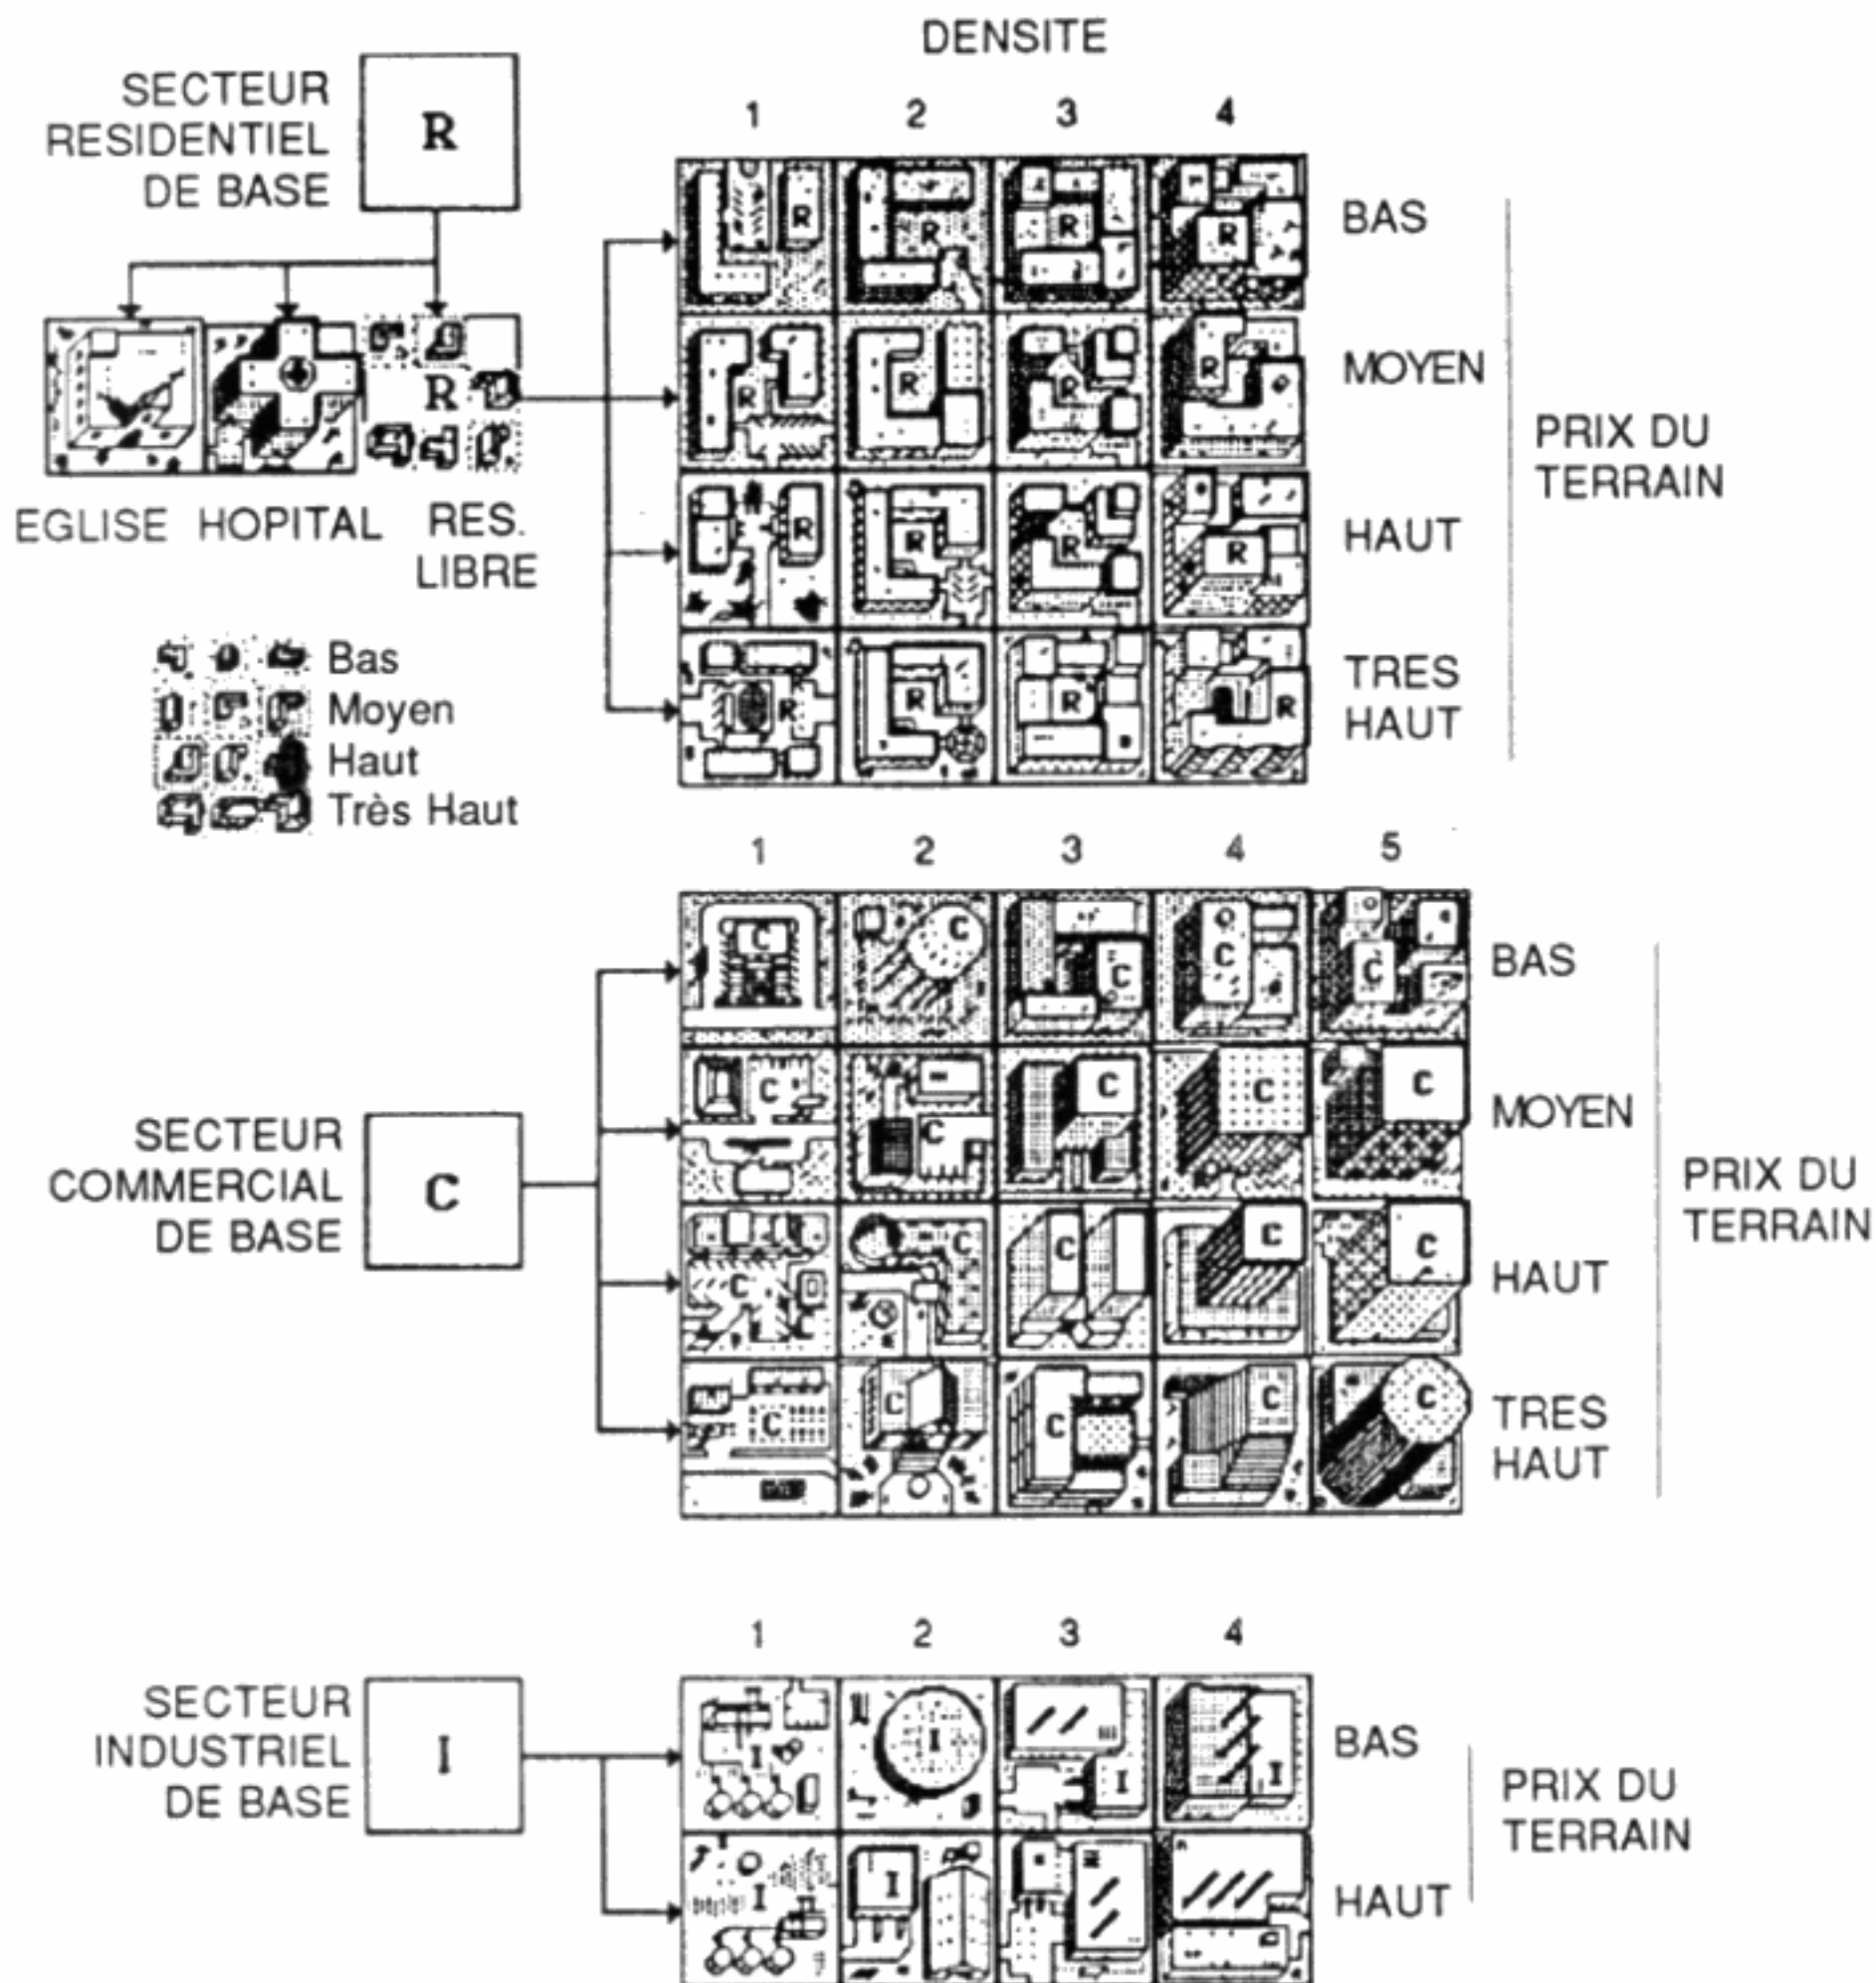 DENSITE
SECTEUR
RESIDENTIEL
DE BASE
R
1 2 3 4
R R R R
BAS
R R R R
MOYEN
R R R R
HAUT
R R R R
TRES
HAUT
PRIX DU
TERRAIN
R
EGLISE HOPITAL RES.
LIBRE
Bas
Moyen
Haut
Très Haut
1 2 3 4 5
SECTEUR
COMMERCIAL
DE BASE
C
C C C C C
BAS
C C C C C
MOYEN
C C C C C
HAUT
C C C C C
TRES
HAUT
PRIX DU
TERRAIN
1 2 3 4
SECTEUR
INDUSTRIEL
DE BASE
I
I I I I
BAS
I I
HAUT
PRIX DU
TERRAIN